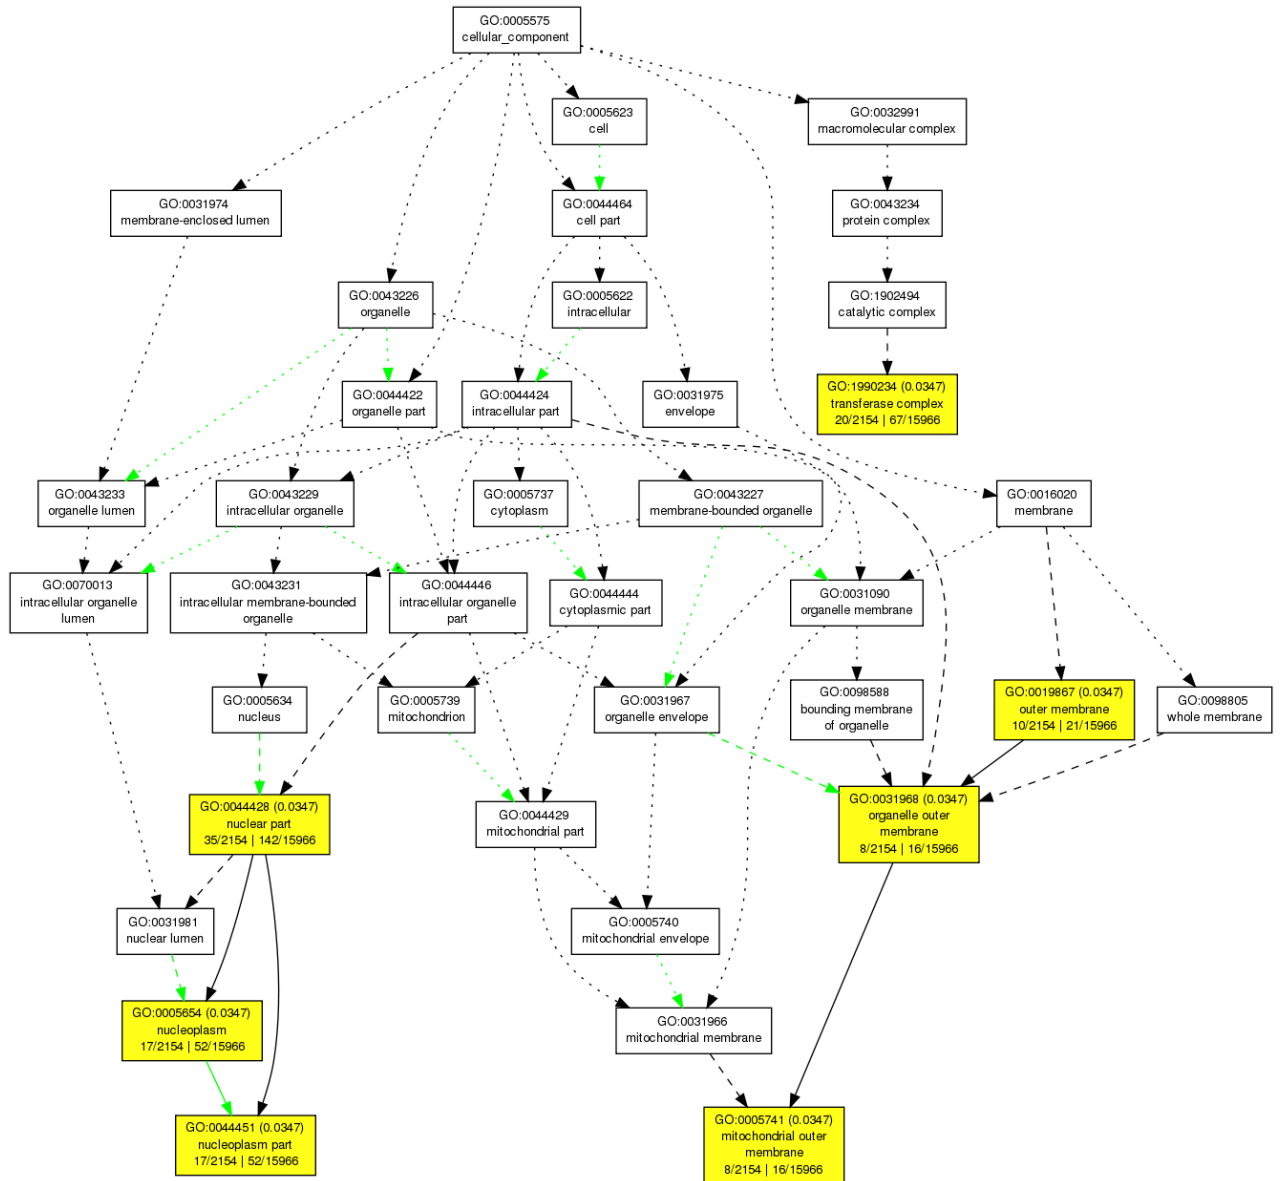 GO:0005575
cellular_component
GO:0005623
cell
GO:0032991
macromolecular complex
GO:0031974
membrane-enclosed lumen
GO:0044464
cell part
GO:0043234
protein complex
GO:0043226
organelle
GO:0005622
intracellular
GO:1902494
catalytic complex
GO:0044422
organelle part
GO:0044424
intracellular part
GO:0031975
envelope
GO:1990234 (0.0347)
transferase complex
20/2154 | 67/15966
GO:0043233
organelle lumen
GO:0043229
intracellular organelle
GO:0005737
cytoplasm
GO:0043227
membrane-bounded organelle
GO:0016020
membrane
GO:0070013
intracellular organelle
lumen
GO:0043231
intracellular membrane-bounded
organelle
GO:0044446
intracellular organelle
part
GO:0044444
cytoplasmic part
GO:0031090
organelle membrane
GO:0005634
nucleus
GO:0005739
mitochondrion
GO:0031967
organelle envelope
GO:0098588
bounding membrane
of organelle
GO:0019867 (0.0347)
outer membrane
10/2154 | 21/15966
GO:0098805
whole membrane
GO:0044428 (0.0347)
nuclear part
35/2154 | 142/15966
GO:0044429
mitochondrial part
GO:0031968 (0.0347)
organelle outer
membrane
8/2154 | 16/15966
GO:0031981
nuclear lumen
GO:0005740
mitochondrial envelope
GO:0005654 (0.0347)
nucleoplasm
17/2154 | 52/15966
GO:0031966
mitochondrial membrane
GO:0044451 (0.0347)
nucleoplasm part
17/2154 | 52/15966
GO:0005741 (0.0347)
mitochondrial outer
membrane
8/2154 | 16/15966